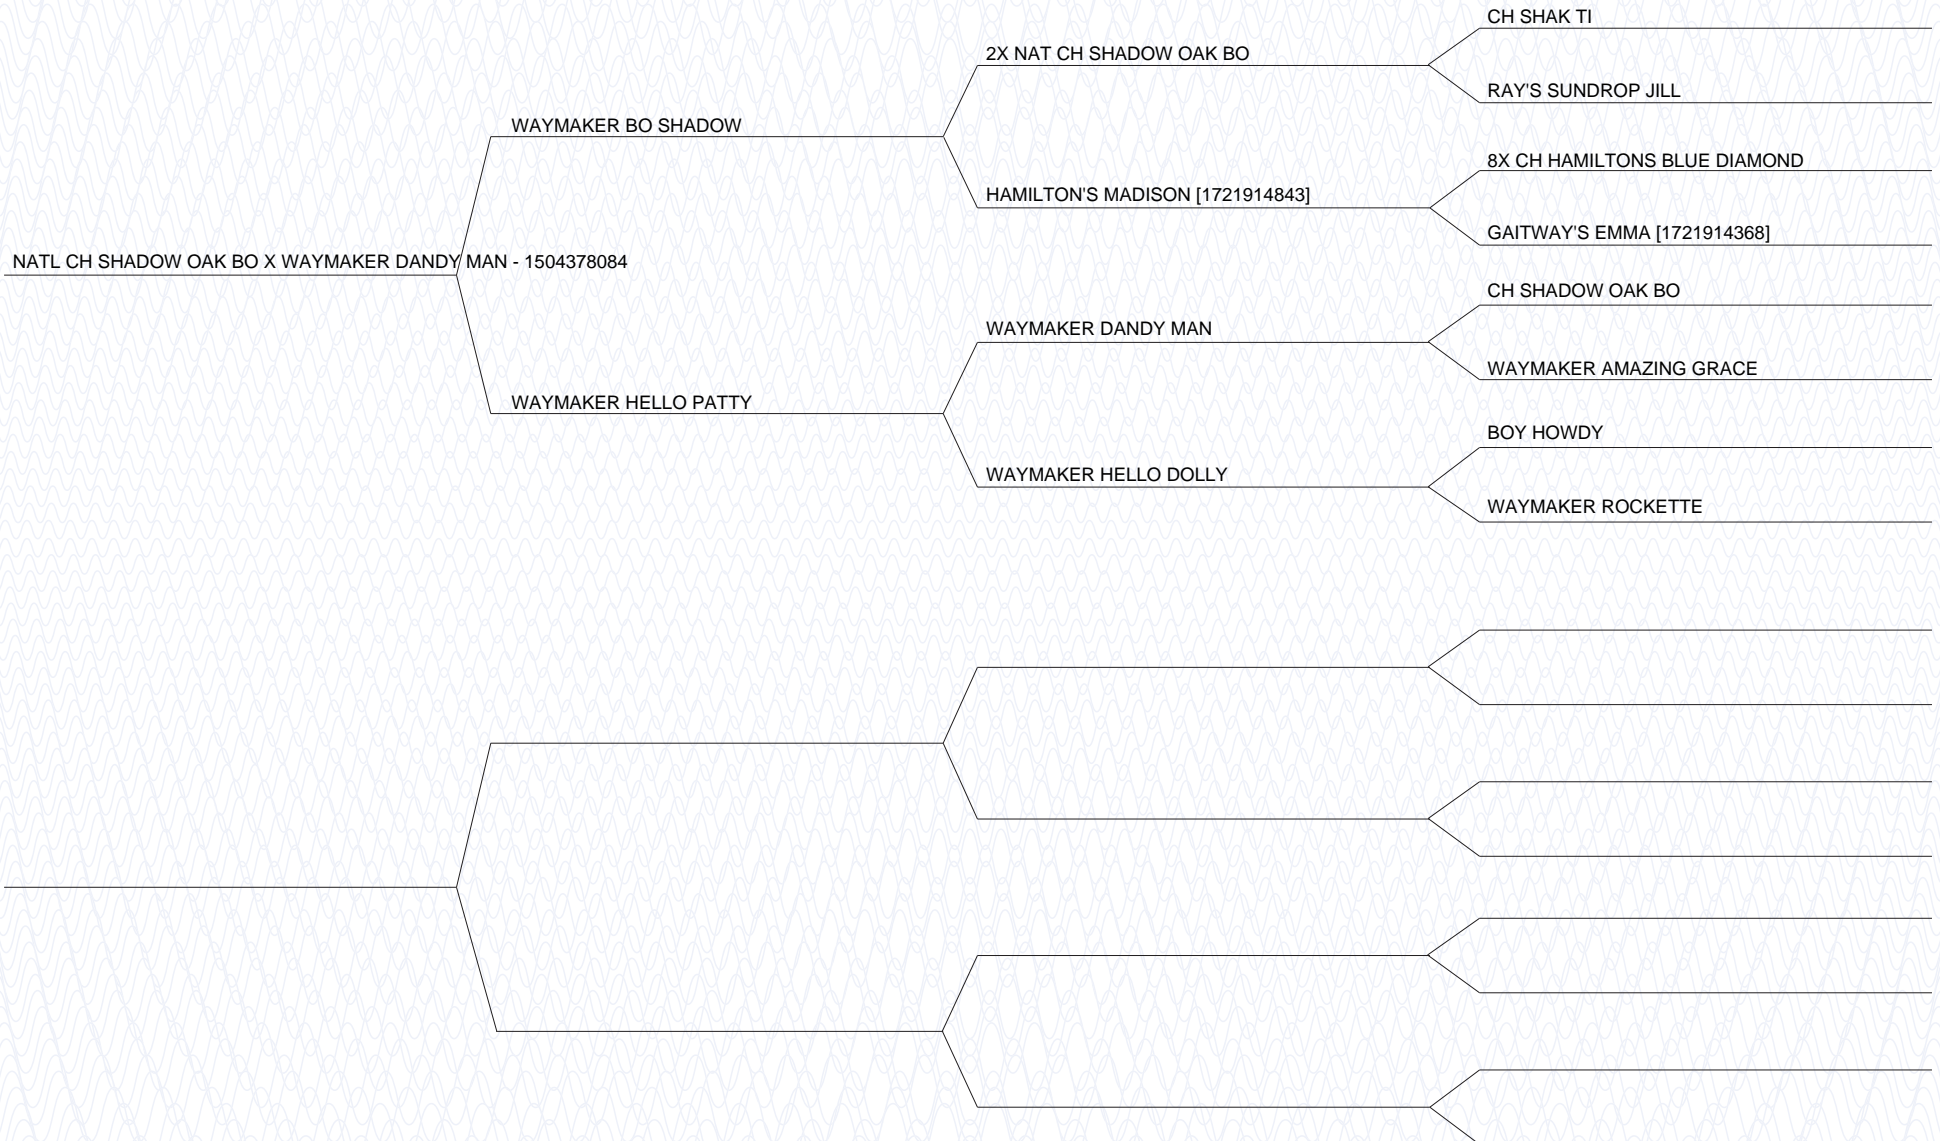 CH SHAK TI
2X NAT CH SHADOW OAK BO
RAY'S SUNDROP JILL
WAYMAKER BO SHADOW
8X CH HAMILTONS BLUE DIAMOND
HAMILTON'S MADISON [1721914843]
GAITWAY'S EMMA [1721914368]
NATL CH SHADOW OAK BO X WAYMAKER DANDY MAN - 1504378084
CH SHADOW OAK BO
WAYMAKER DANDY MAN
WAYMAKER AMAZING GRACE
WAYMAKER HELLO PATTY
BOY HOWDY
WAYMAKER HELLO DOLLY
WAYMAKER ROCKETTE